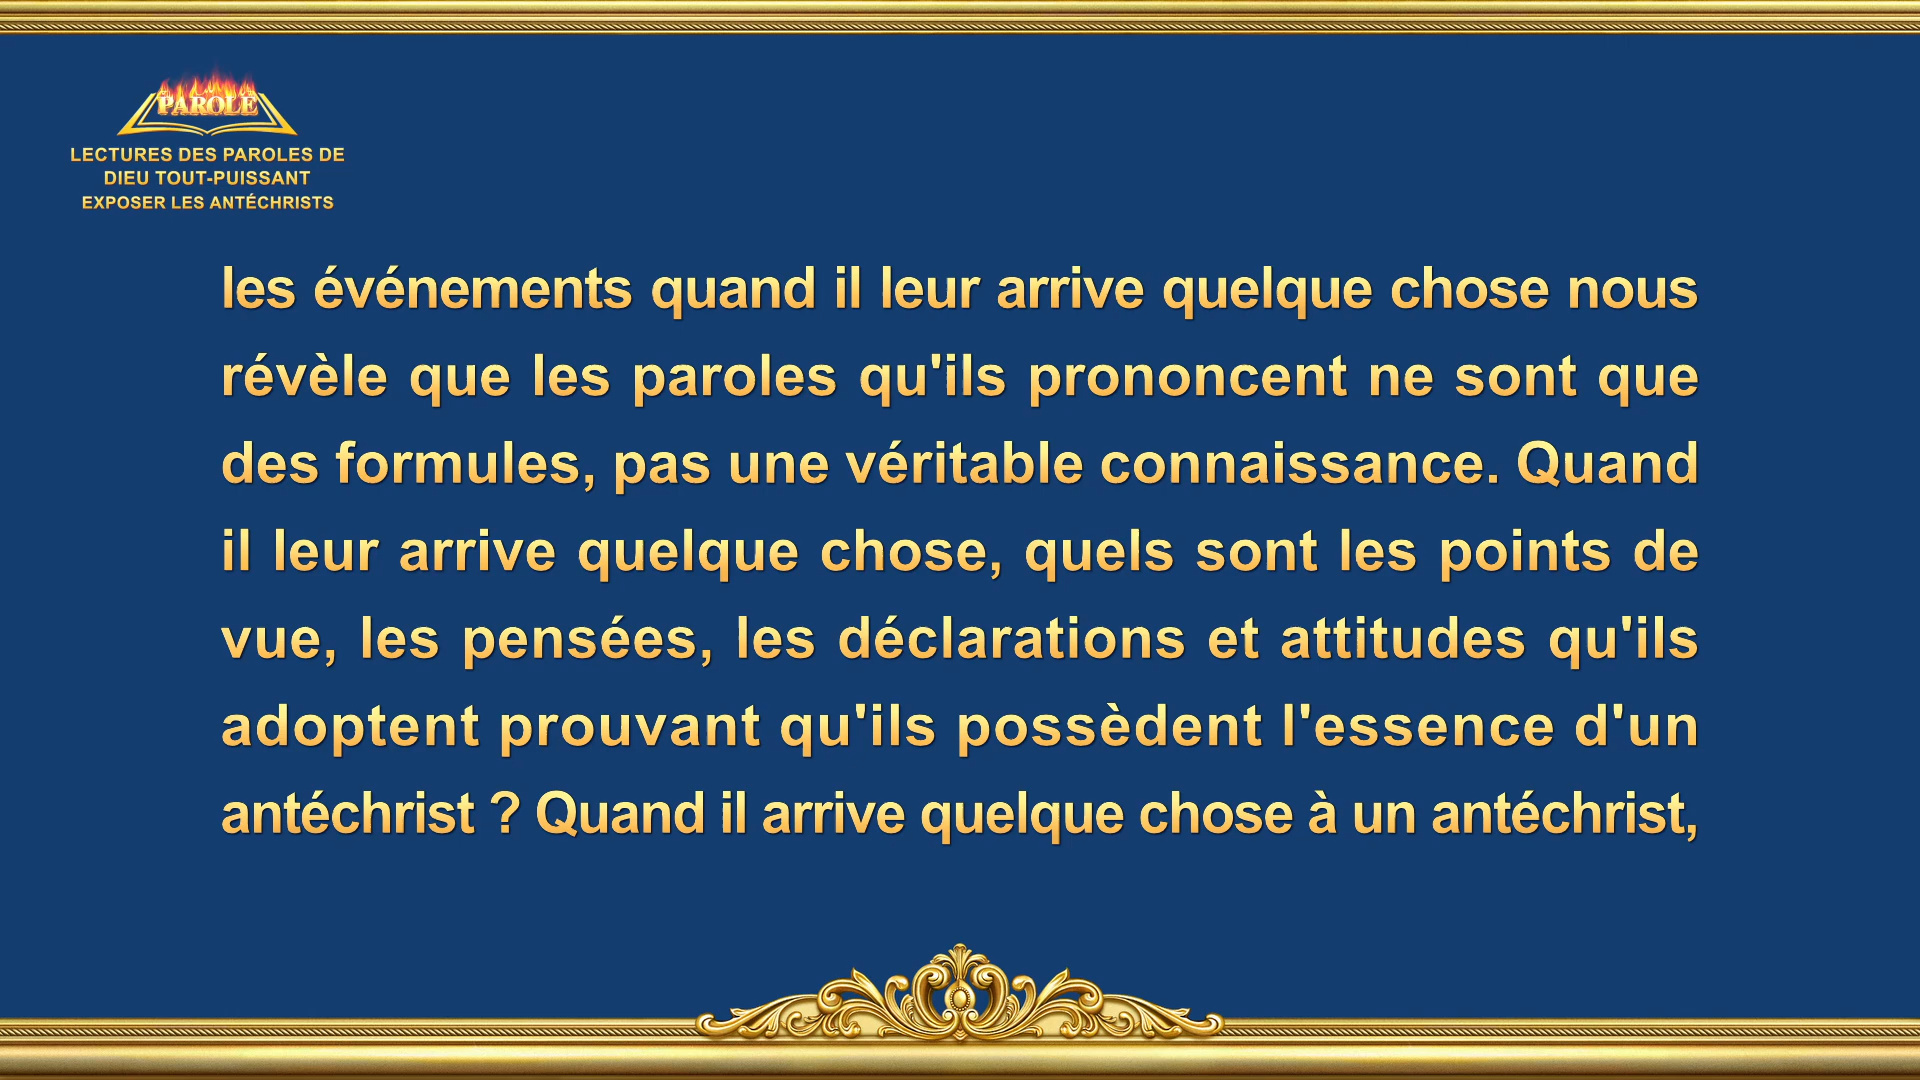 PAROLE
LECTURES DES PAROLES DE
DIEU TOUT-PUISSANT
EXPOSER LES ANTÉCHRISTS
les événements quand il leur arrive quelque chose nous
révèle que les paroles qu'ils prononcent ne sont que
des formules, pas une véritable connaissance. Quand
il leur arrive quelque chose, quels sont les points de
vue, les pensées, les déclarations et attitudes qu'ils
adoptent prouvant qu'ils possèdent l'essence d'un
antéchrist ? Quand il arrive quelque chose à un antéchrist,